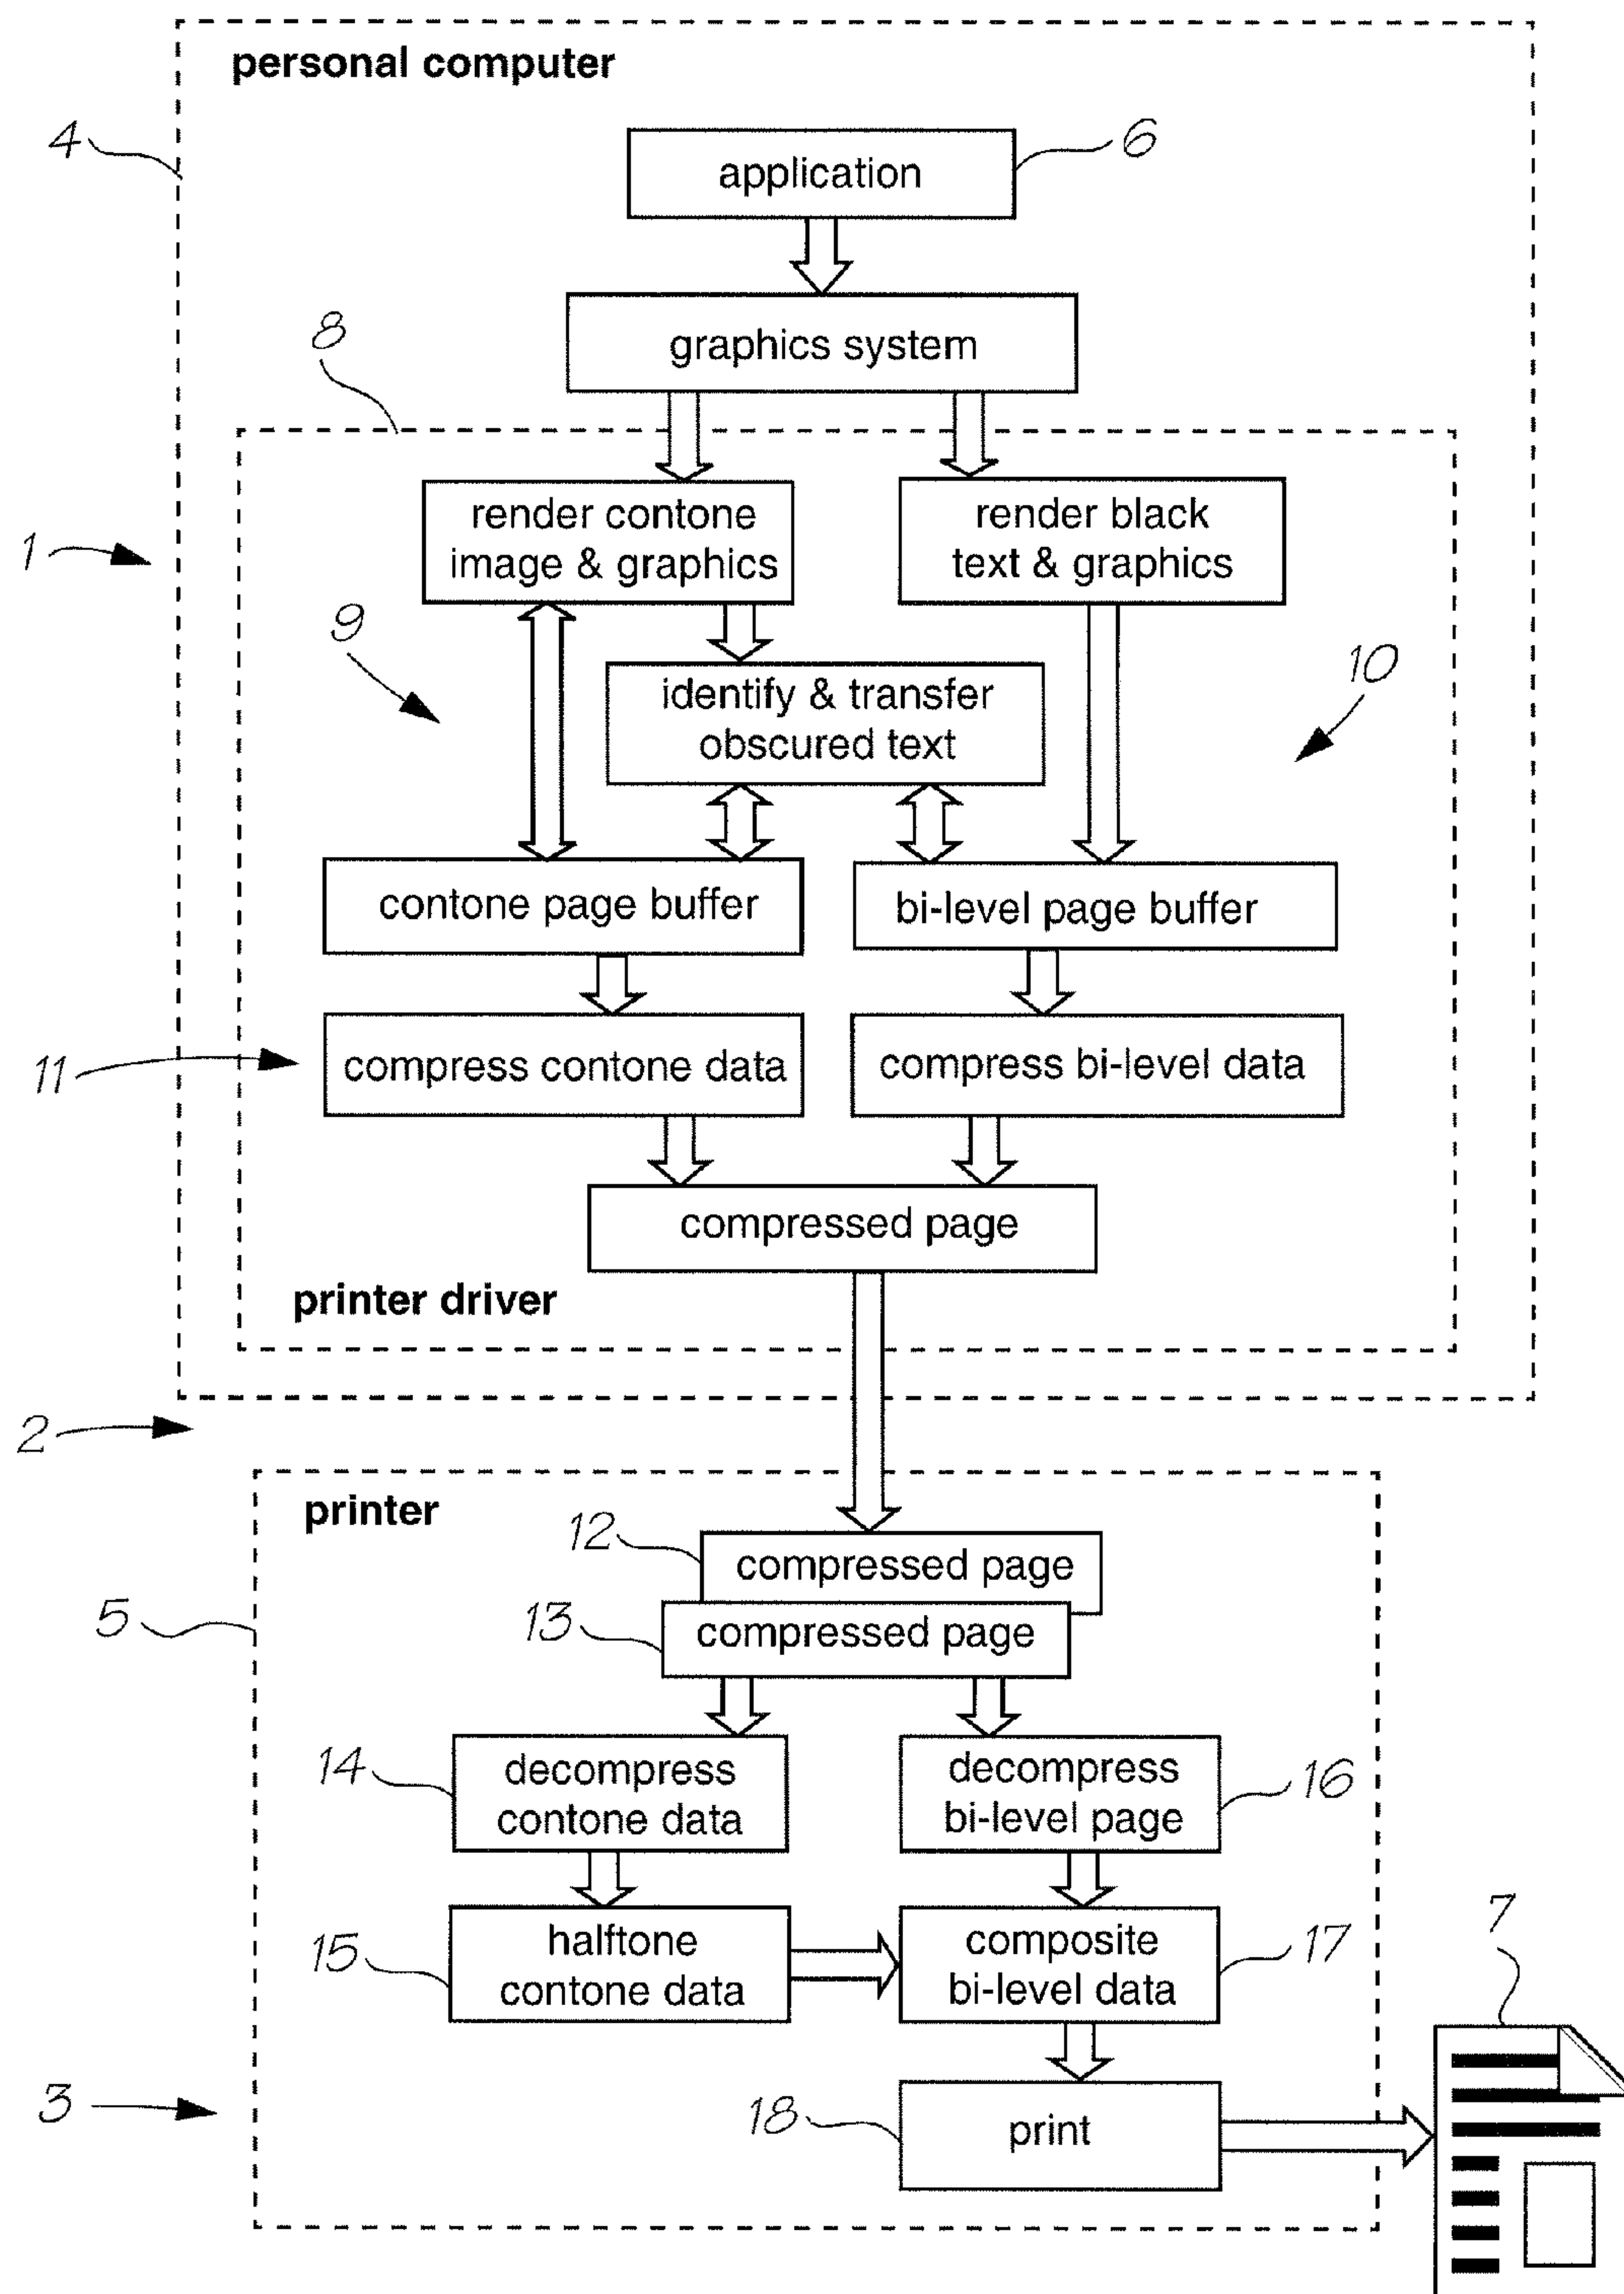 personal computer
4
application
6
graphics system
8
render contone
image & graphics
render black
text & graphics
1
9
identify & transfer
obscured text
10
contone page buffer
bi-level page buffer
11
compress contone data
compress bi-level data
compressed page
printer driver
2
printer
12
compressed page
5
13
compressed page
14
decompress
contone data
decompress
bi-level page
16
15
halftone
contone data
composite
bi-level data
17
7
3
18
print